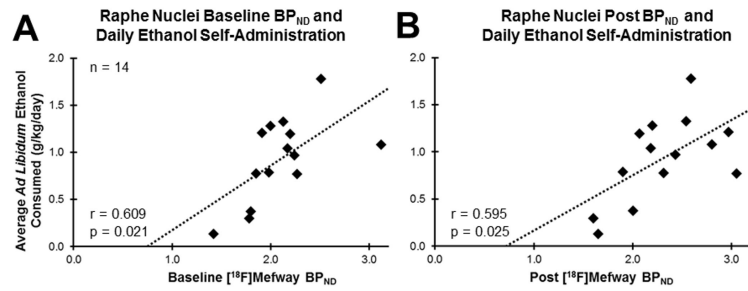 A
Raphe Nuclei Baseline BPND and
Daily Ethanol Self-Administration
2.0
n = 14
1.5
1.0
0.5
r = 0.609
p = 0.021
0.0
0.0
1.0
2.0
3.0
Average Ad Libidum Ethanol
Consumed (g/kg/day)
Baseline [18F]Mefway BPND
B
Raphe Nuclei Post BPND and
Daily Ethanol Self-Administration
2.0
1.5
1.0
0.5
r = 0.595
p = 0.025
0.0
0.0
1.0
2.0
3.0
Post [18F]Mefway BPND